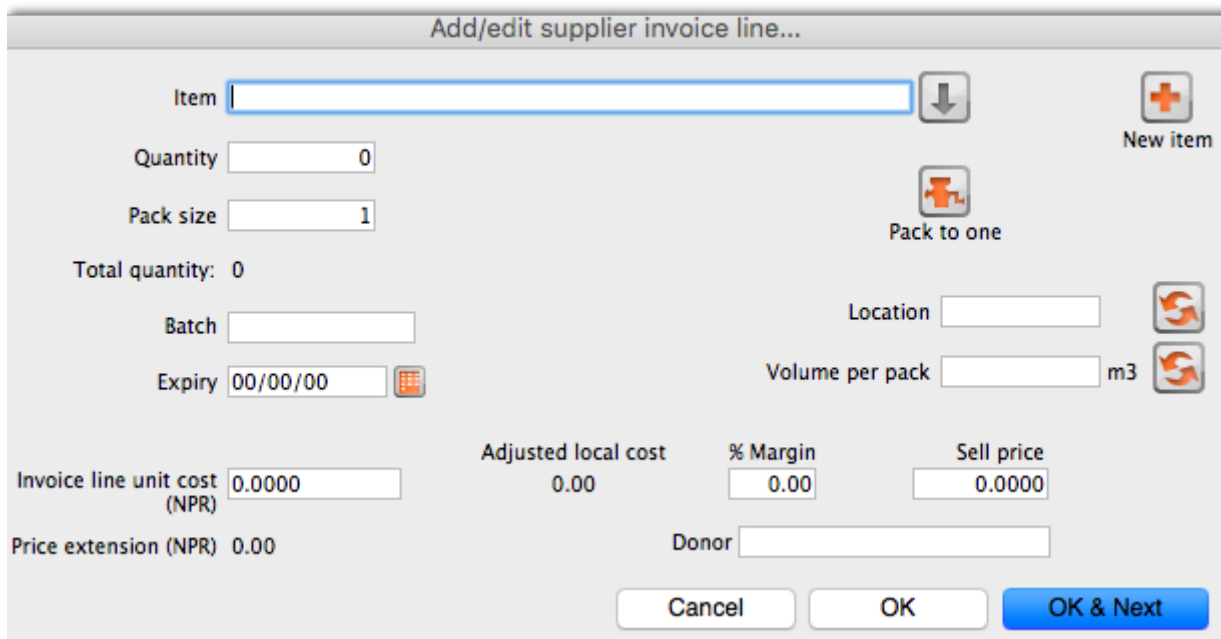 Add/edit supplier invoice line...
Item
New item
Quantity 0
Pack size 1
Pack to one
Total quantity: 0
Batch
Location
Expiry 00/00/00
Volume per pack m3
Adjusted local cost % Margin Sell price
Invoice line unit cost 0.0000 0.00 0.00 0.0000
(NPR)
Price extension (NPR) 0.00 Donor
Cancel OK OK & Next